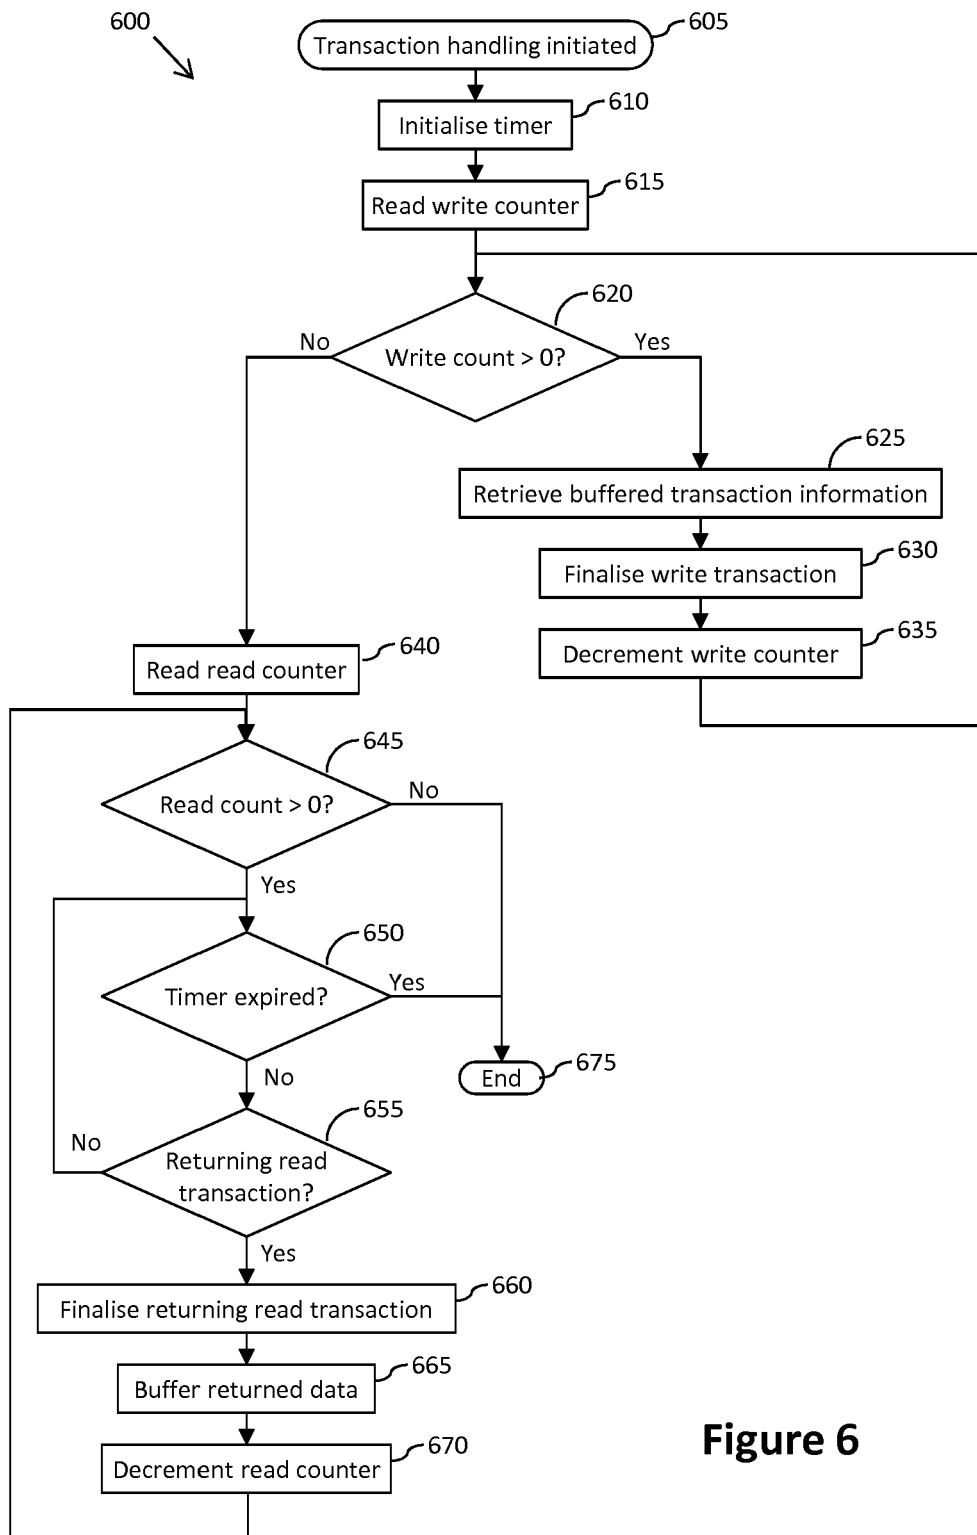 600
Transaction handling initiated
605
Initialise timer
610
Read write counter
615
Write count > 0?
620
No
Yes
Retrieve buffered transaction information
625
Finalise write transaction
630
Decrement write counter
635
Read read counter
640
Read count > 0?
645
No
Yes
Timer expired?
650
Yes
No
End
675
Returning read
transaction?
655
No
Yes
Finalise returning read transaction
660
Buffer returned data
665
Decrement read counter
670
Figure 6